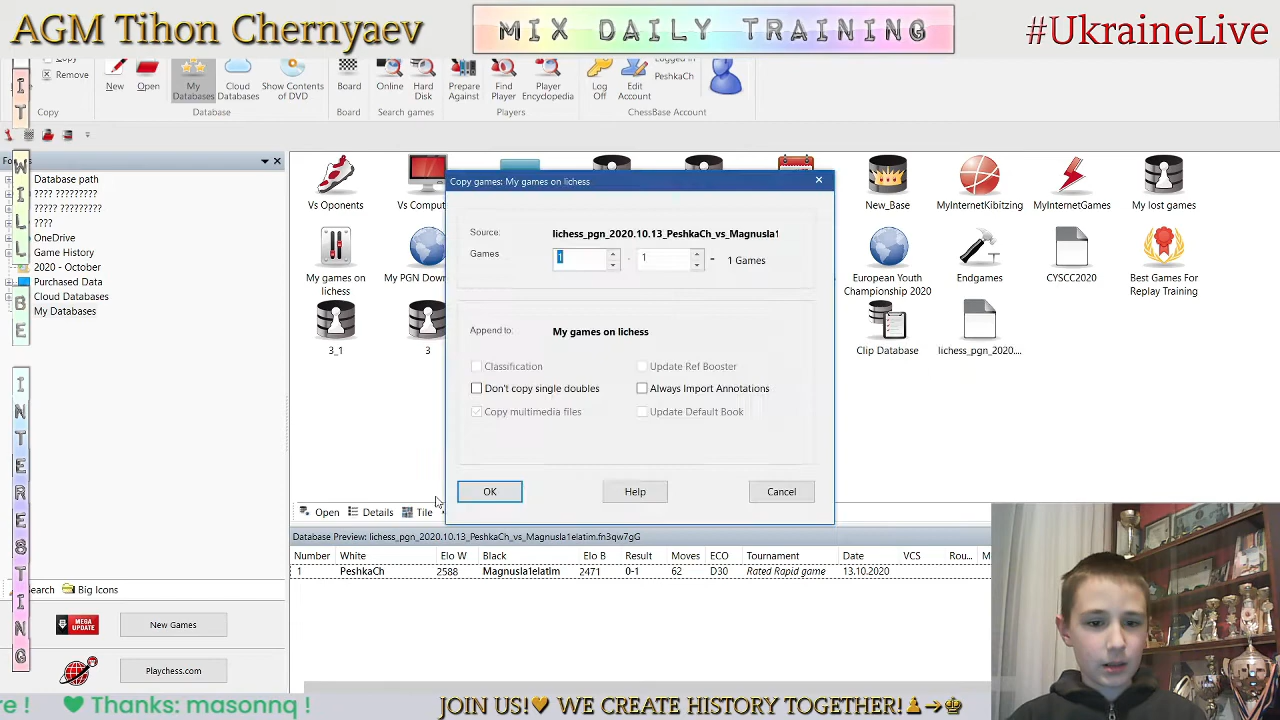 AGM Tihon Chernyaev
MIX DAILY TRAINING
#UkraineLive
IT WILL BE INTERESTING
Remove
Copy
New
Open
My Databases
Cloud Databases
Show Contents of DVD
Database
Board
Board
Online
Hard Disk
Search games
Prepare Against
Find Player
Player Encyclopedia
Players
Log Off
Edit Account
PeshkaCh
ChessBase Account
Database path
???? ?????????
????? ?????????
????
OneDrive
Game History
2020 - October
Purchased Data
Cloud Databases
My Databases
Vs Oponents
New_Base
MyInternetKibitzing
MyInternetGames
My lost games
My games on lichess
European Youth Championship 2020
Endgames
CYSCC2020
Best Games For Replay Training
3_1
3
Clip Database
lichess_pgn_2020....
Copy games: My games on lichess
Source:
lichess_pgn_2020.10.13_PeshkaCh_vs_Magnusla1
Games
1 - 1 = 1 Games
Append to:
My games on lichess
Classification
Update Ref Booster
Don't copy single doubles
Always Import Annotations
Copy multimedia files
Update Default Book
OK
Help
Cancel
Open
Details
Tile
Database Preview: lichess_pgn_2020.10.13_PeshkaCh_vs_Magnusla1elatim.fn3qw7gG
Number White Elo W Black Elo B Result Moves ECO Tournament Date VCS Rou... M
1 PeshkaCh 2588 Magnusla1elatim 2471 0-1 62 D30 Rated Rapid game 13.10.2020
Big Icons
MEGA UPDATE
New Games
Playchess.com
re ! 💚 Thanks: masonnq !
JOIN US!♥ WE CREATE HISTORY TOGETHER!♟→♔